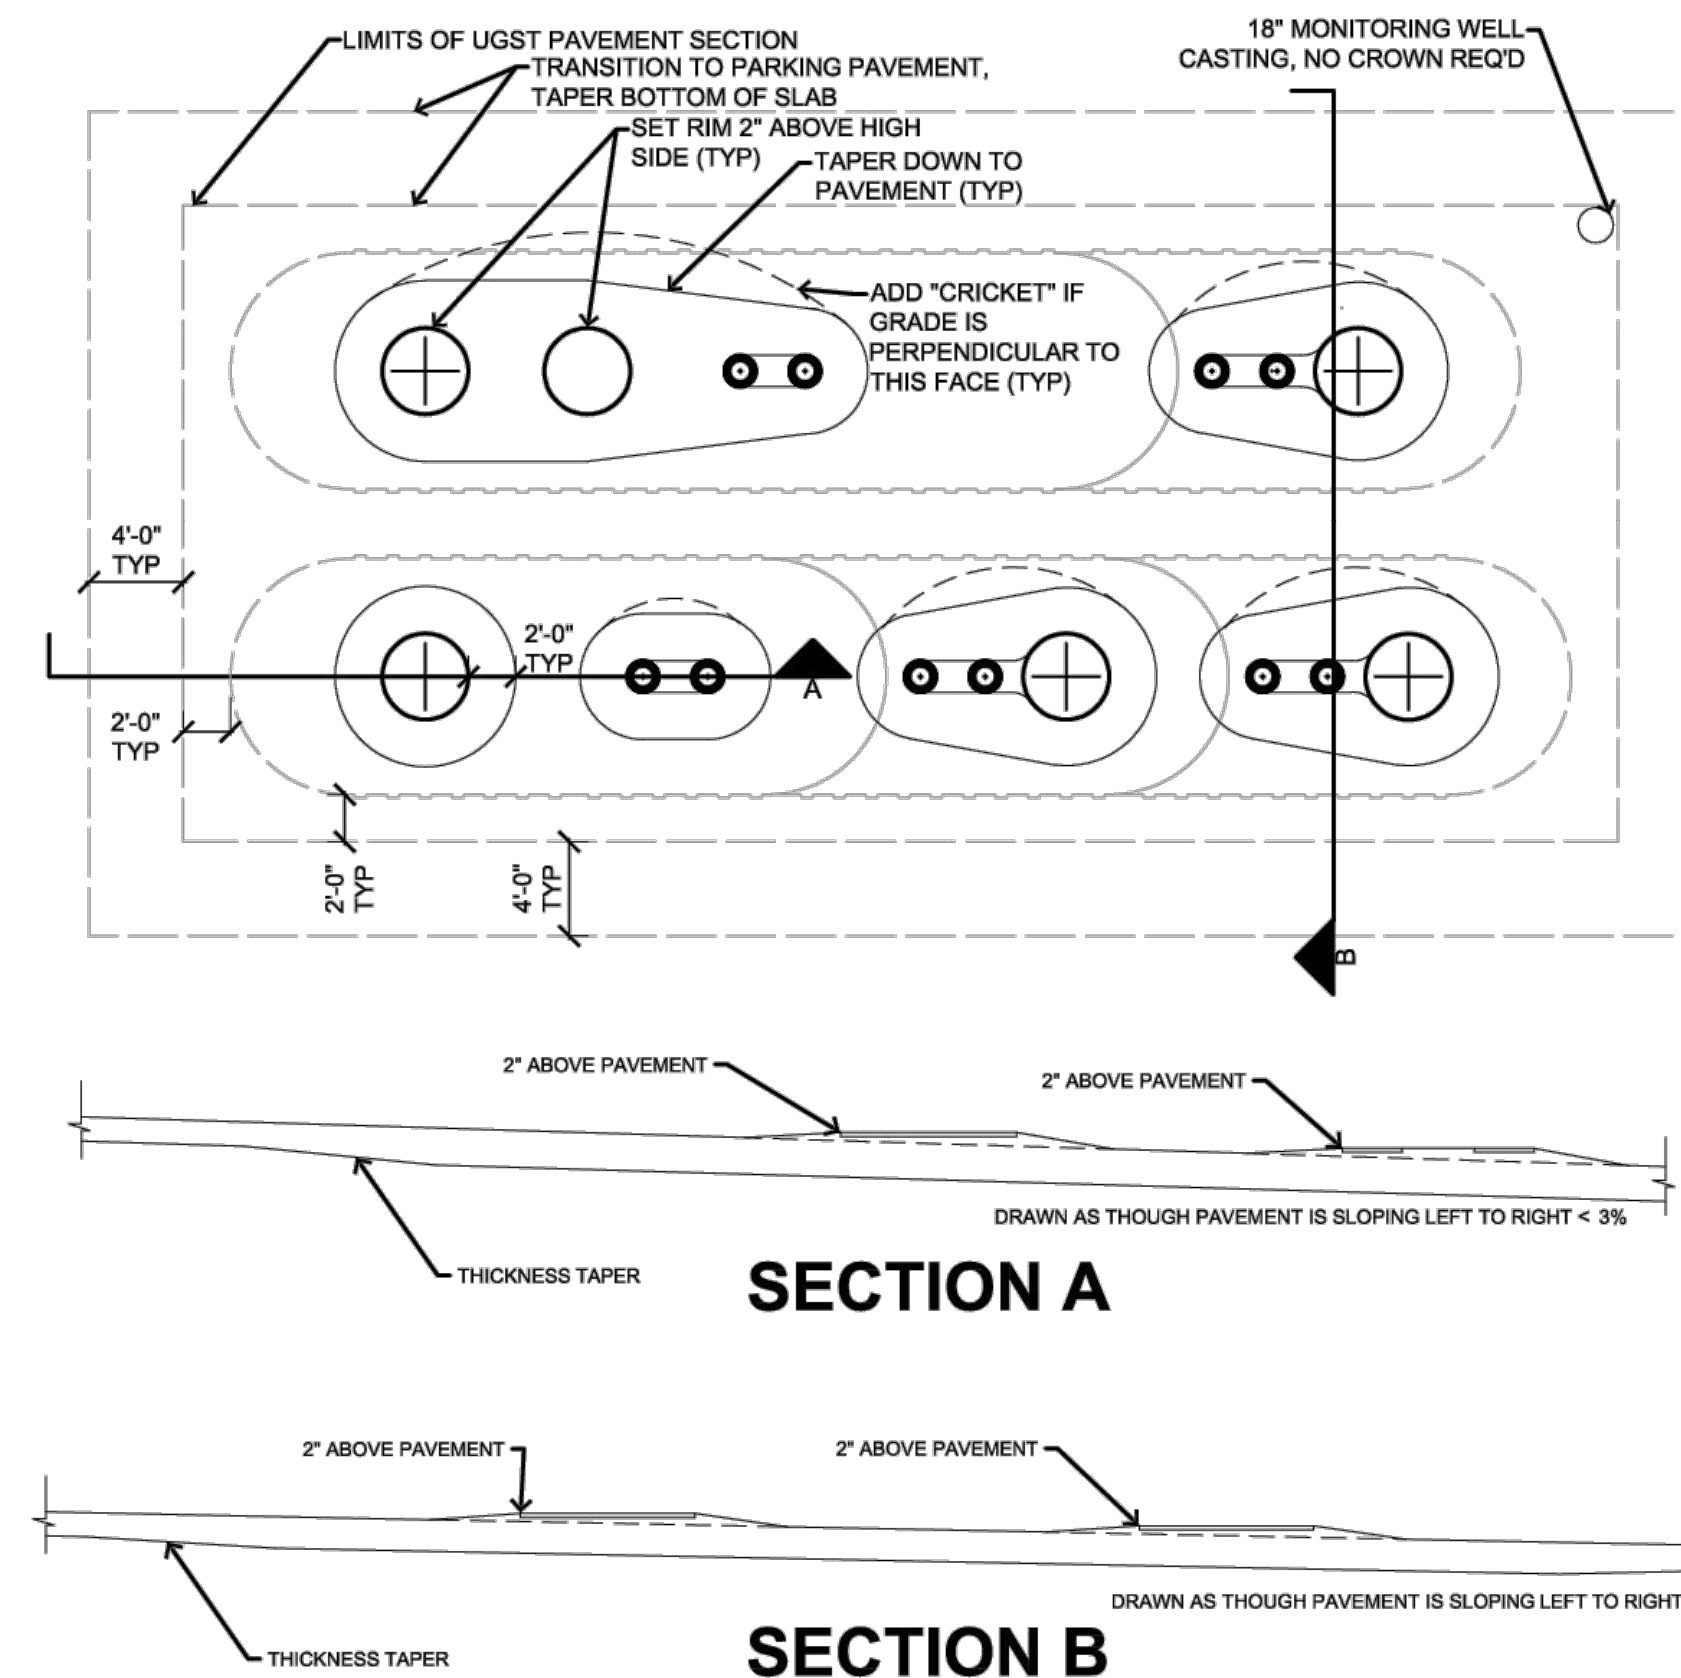 LIMITS OF UGST PAVEMENT SECTION
TRANSITION TO PARKING PAVEMENT,
TAPER BOTTOM OF SLAB
SET RIM 2" ABOVE HIGH
SIDE (TYP)
TAPER DOWN TO
PAVEMENT (TYP)
18" MONITORING WELL
CASTING, NO CROWN REQ'D
ADD "CRICKET" IF
GRADE IS
PERPENDICULAR TO
THIS FACE (TYP)
4'-0"
TYP
2'-0"
TYP
A
2'-0"
TYP
2'-0"
TYP
4'-0"
TYP
B
2" ABOVE PAVEMENT
2" ABOVE PAVEMENT
DRAWN AS THOUGH PAVEMENT IS SLOPING LEFT TO RIGHT < 3%
THICKNESS TAPER
SECTION A
2" ABOVE PAVEMENT
2" ABOVE PAVEMENT
DRAWN AS THOUGH PAVEMENT IS SLOPING LEFT TO RIGHT
THICKNESS TAPER
SECTION B